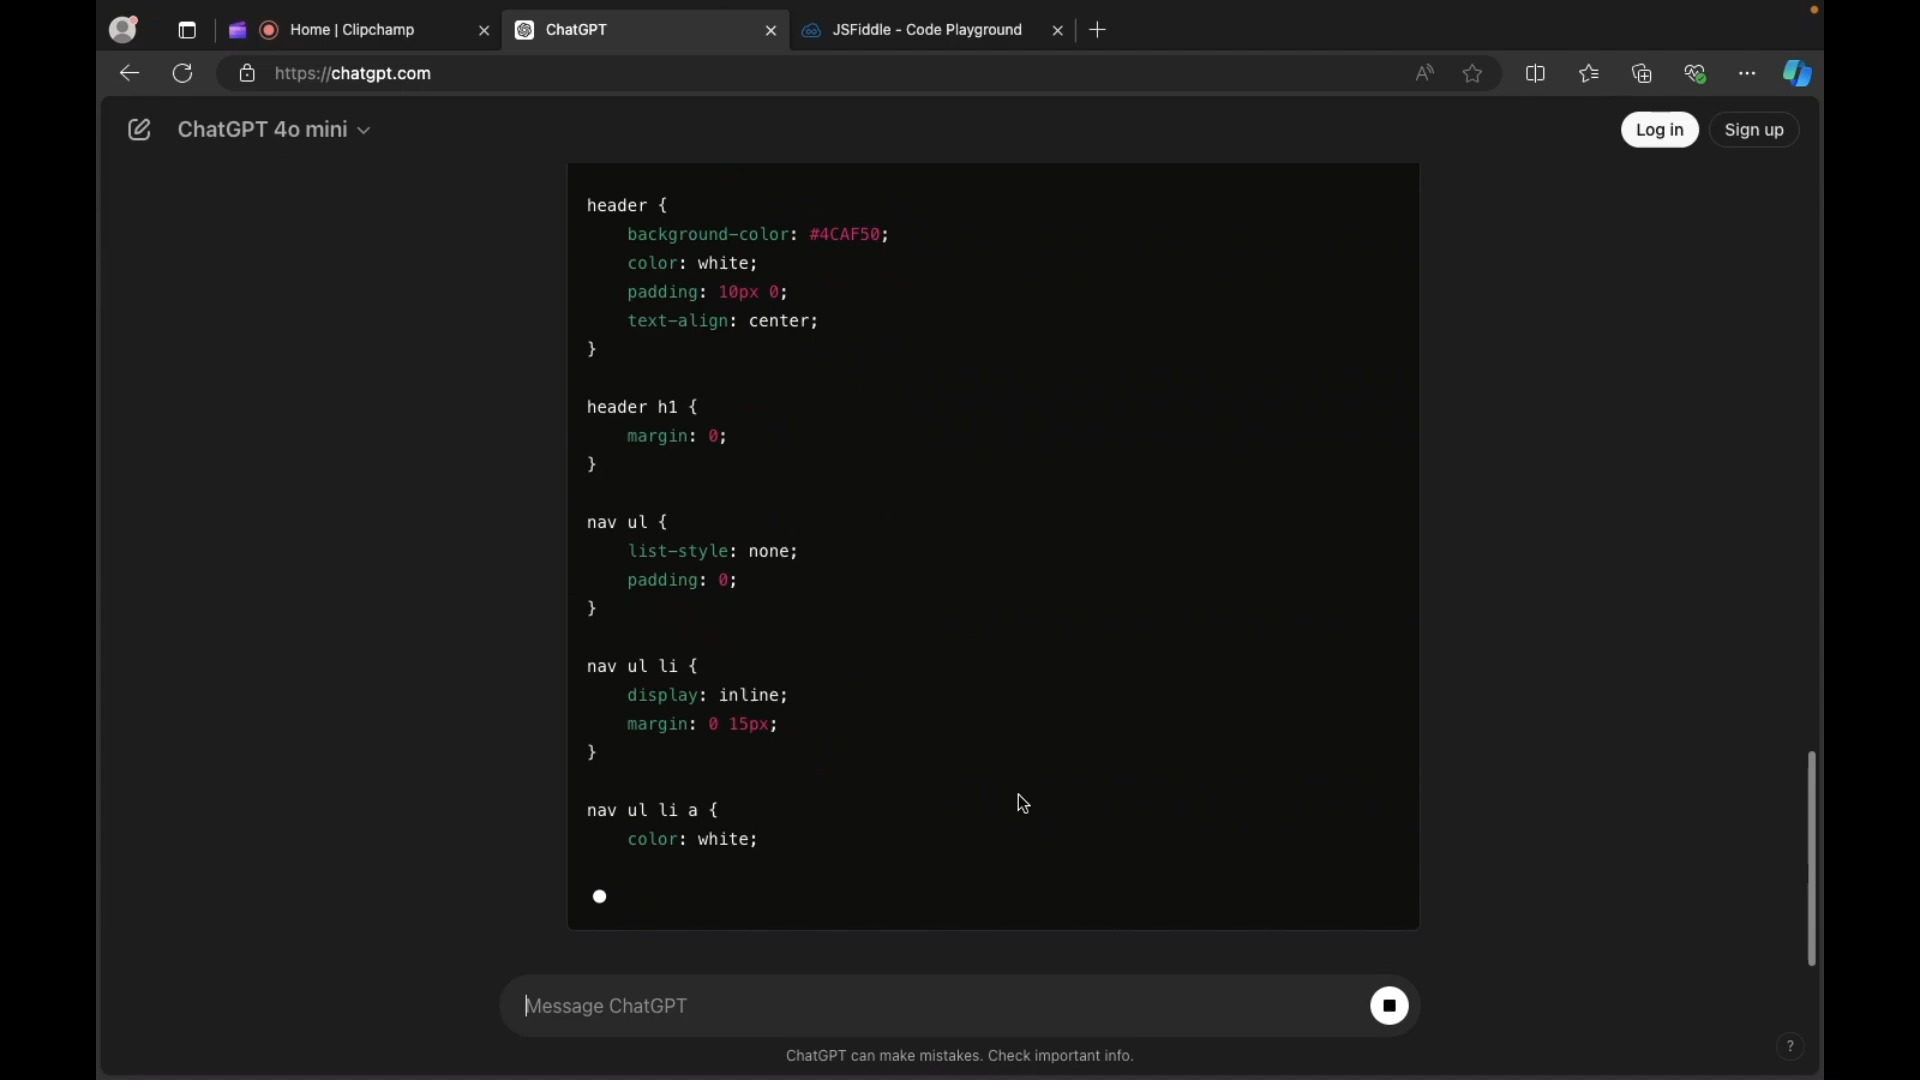 Home | Clipchamp
ChatGPT
JSFiddle - Code Playground
https://chatgpt.com
ChatGPT 4o mini
Log in
Sign up
header {
    background-color: #4CAF50;
    color: white;
    padding: 10px 0;
    text-align: center;
}
header h1 {
    margin: 0;
}
nav ul {
    list-style: none;
    padding: 0;
}
nav ul li {
    display: inline;
    margin: 0 15px;
}
nav ul li a {
    color: white;
Message ChatGPT
ChatGPT can make mistakes. Check important info.
?